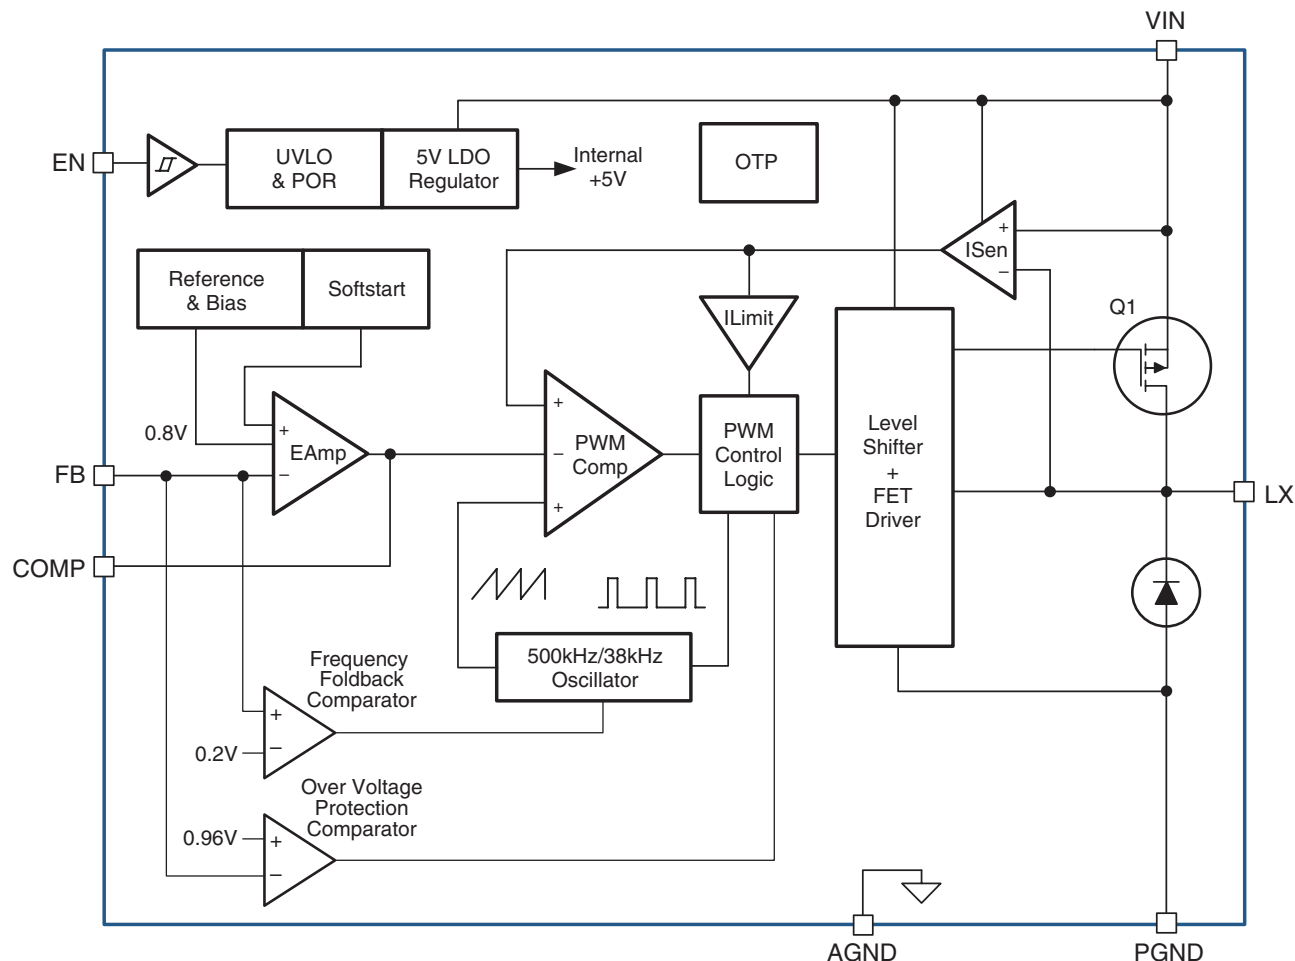 VIN
EN
UVLO
& POR
5V LDO
Regulator
Internal
+5V
OTP
Reference
& Bias
Softstart
+
ISen
–
ILimit
Q1
0.8V
+
EAmp
–
FB
COMP
+
–
PWM
Comp
+
PWM
Control
Logic
Level
Shifter
+
FET
Driver
LX
500kHz/38kHz
Oscillator
Frequency
Foldback
Comparator
+
0.2V
–
Over Voltage
Protection
Comparator
0.96V
+
–
AGND
PGND